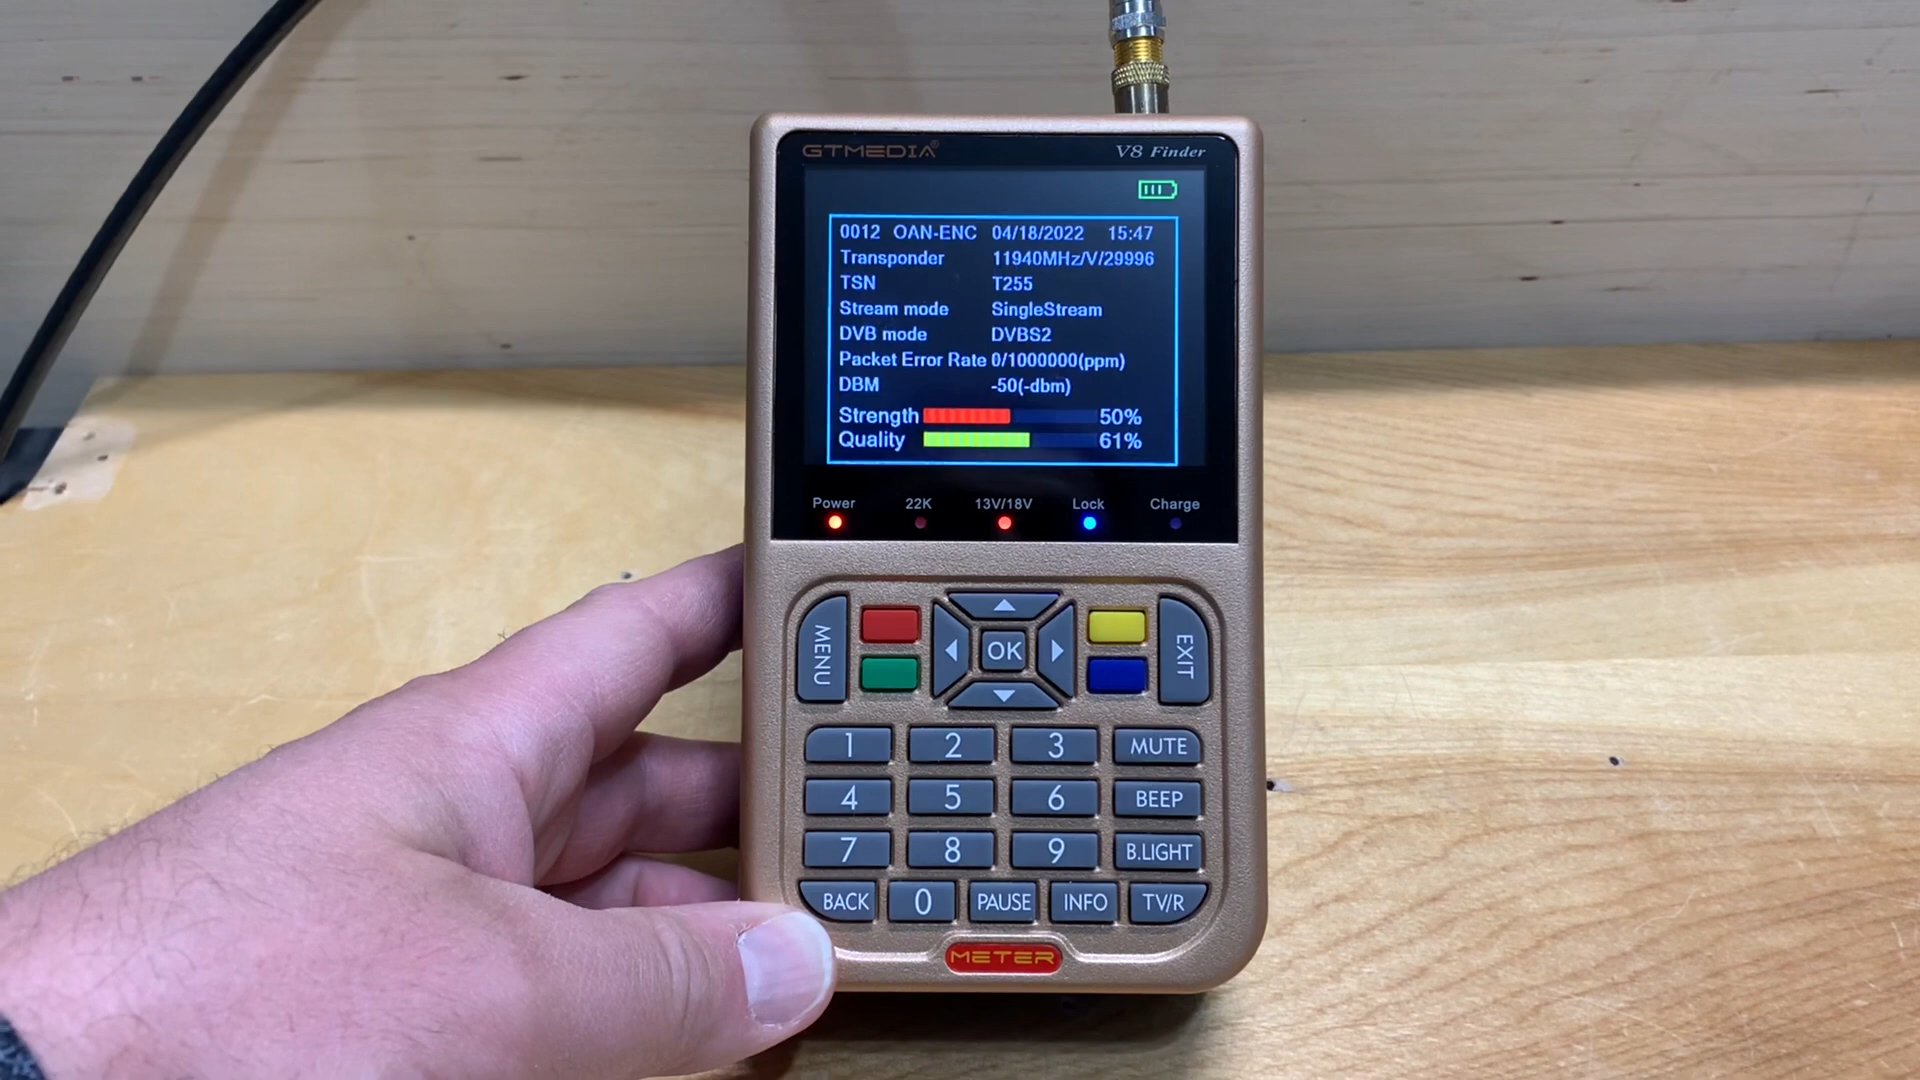 GTMEDIA® V8 Finder
0012 OAN-ENC 04/18/2022 15:47
Transponder 11940MHz/V/29996
TSN T255
Stream mode SingleStream
DVB mode DVBS2
Packet Error Rate 0/1000000(ppm)
DBM -50(-dbm)
Strength 50%
Quality 61%
Power 22K 13V/18V Lock Charge
MENU OK EXIT
1 2 3 MUTE
4 5 6 BEEP
7 8 9 B.LIGHT
BACK 0 PAUSE INFO TV/R
METER